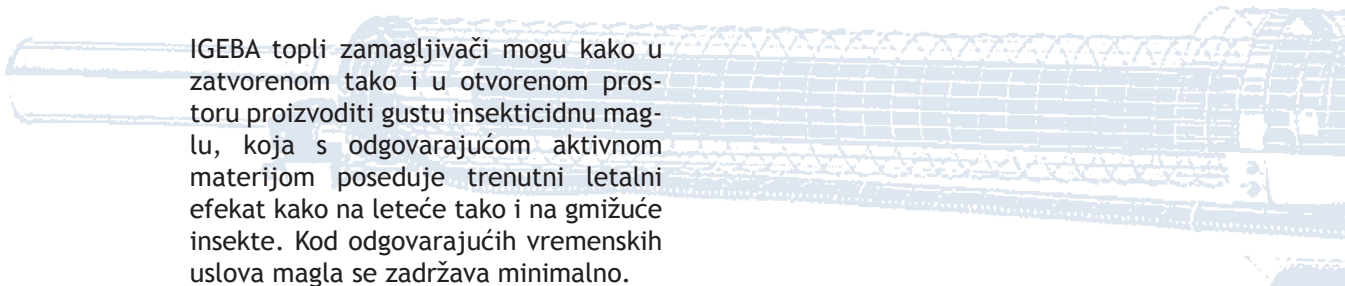 IGEBA topli zamagljivači mogu kako u
zatvorenom tako i u otvorenom pros-
toru proizvoditi gustu insekticidnu mag-
lu, koja s odgovarajućom aktivnom
materijom poseduje trenutni letalni
efekat kako na leteće tako i na gmižuće
insekte. Kod odgovarajućih vremenskih
uslova magla se zadržava minimalno.